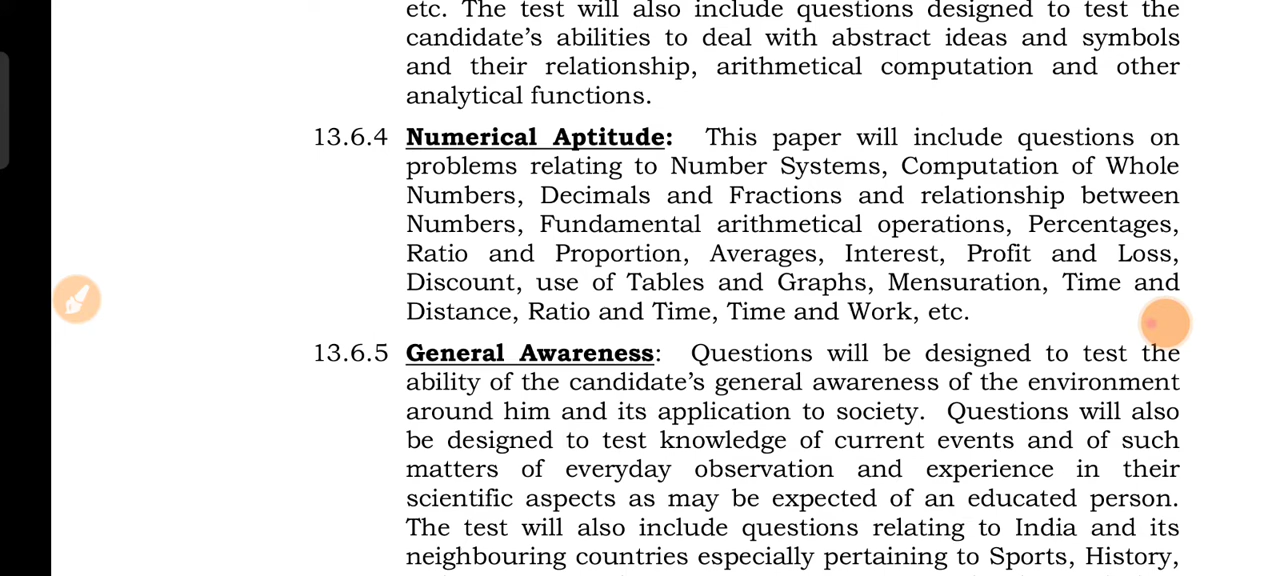 etc. The test will also include questions designed to test the
candidate’s abilities to deal with abstract ideas and symbols
and their relationship, arithmetical computation and other
analytical functions.
13.6.4 Numerical Aptitude: This paper will include questions on
problems relating to Number Systems, Computation of Whole
Numbers, Decimals and Fractions and relationship between
Numbers, Fundamental arithmetical operations, Percentages,
Ratio and Proportion, Averages, Interest, Profit and Loss,
Discount, use of Tables and Graphs, Mensuration, Time and
Distance, Ratio and Time, Time and Work, etc.
13.6.5 General Awareness: Questions will be designed to test the
ability of the candidate’s general awareness of the environment
around him and its application to society. Questions will also
be designed to test knowledge of current events and of such
matters of everyday observation and experience in their
scientific aspects as may be expected of an educated person.
The test will also include questions relating to India and its
neighbouring countries especially pertaining to Sports, History,